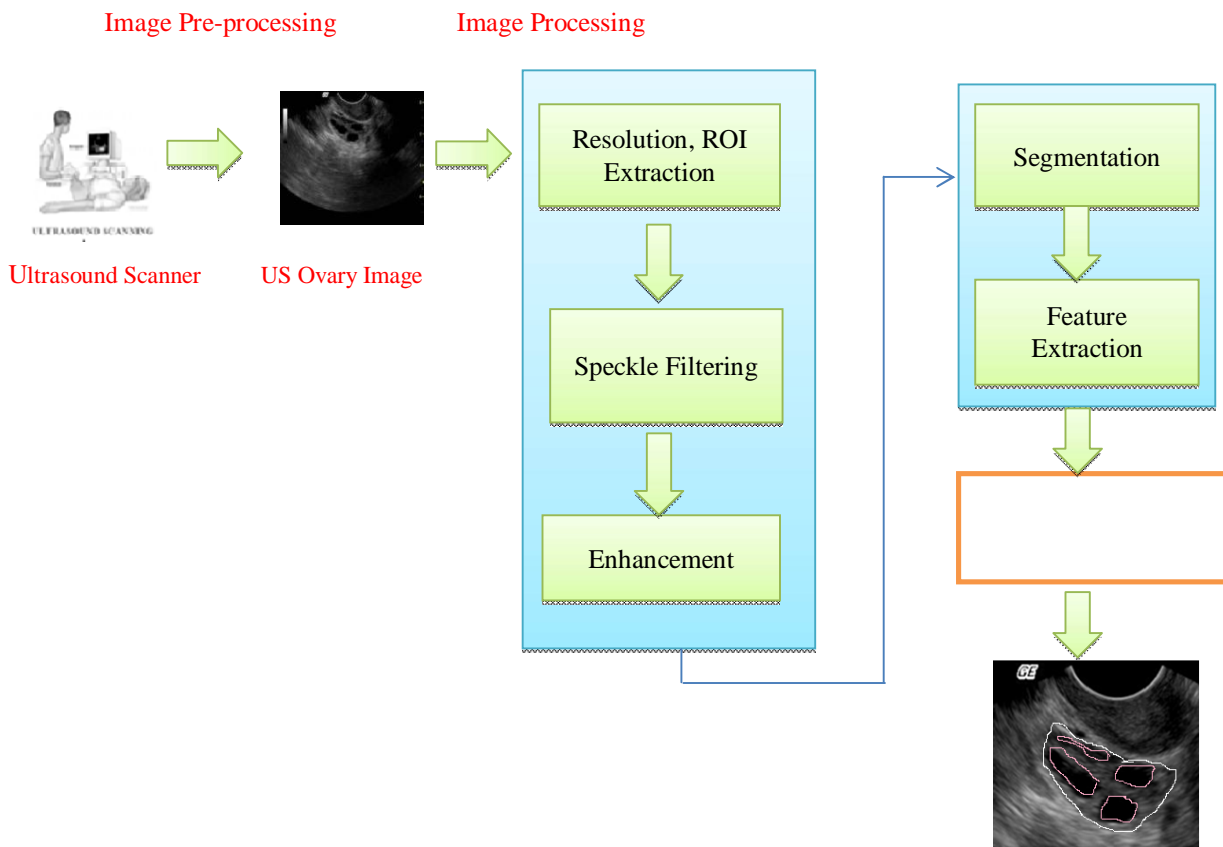 Image Pre-processing
Image Processing
ULTRASOUND SCANNING
Ultrasound Scanner
US Ovary Image
Resolution, ROI
Extraction
Speckle Filtering
Enhancement
Segmentation
Feature
Extraction
GE